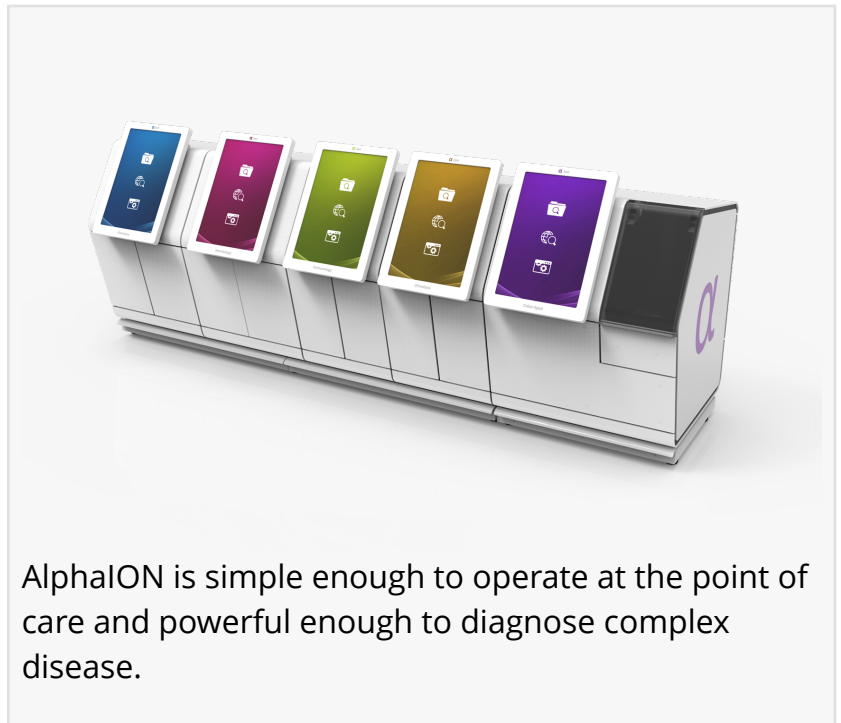 α
AlphaION is simple enough to operate at the point of
care and powerful enough to diagnose complex
disease.